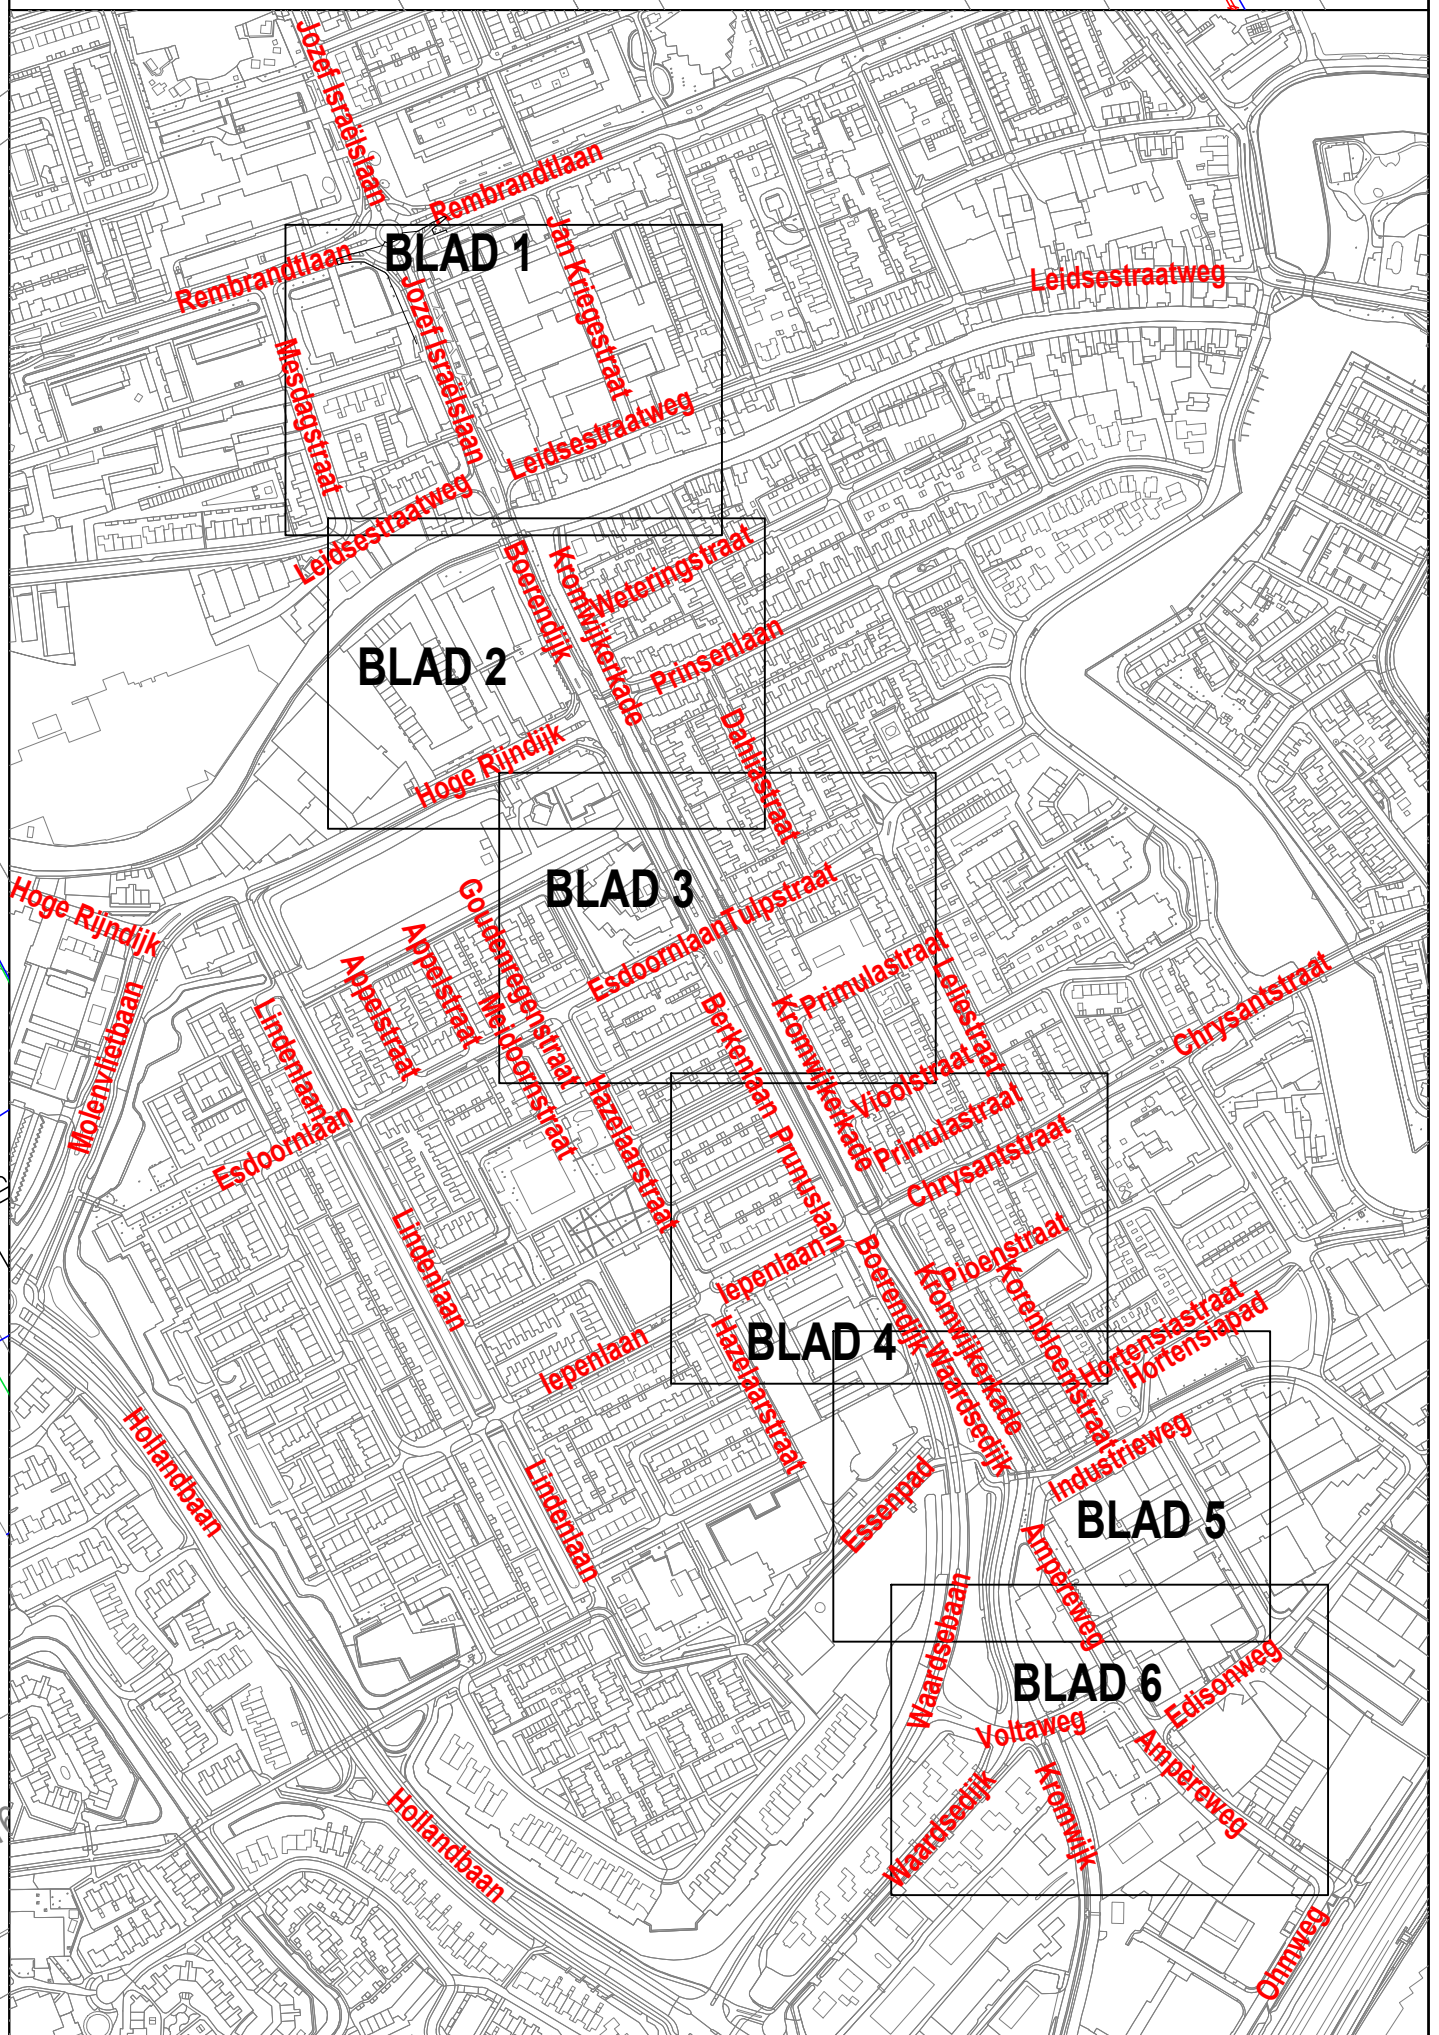 Jozef Israëlslaan
Rembrandtlaan
Jan Kriegestraat
BLAD 1
Rembrandtlaan
Leidsestraatweg
Jozef Israëlslaan
Mesdagstraat
Leidsestraatweg
Leidsestraatweg
Weteringstraat
Boerendijk
Kromwijkerkade
BLAD 2
Prinsenlaan
Dahliastraat
Hoge Rijndijk
BLAD 3
Tulpstraat
Hoge Rijndijk
Goudenregenstraat
Appelstraat
Appelstraat
Esdoornlaan
Primulastraat
Leliestraat
Chrysantstraat
Molenvlietbaan
Lindenlaan
Meidoornstraat
Berkenlaan
Kromwijkerkade
Vioolstraat
Hazelaarstraat
Primulastraat
Esdoornlaan
Chrysantstraat
Prunuslaan
Lindenlaan
Pioenstraat
Iepenlaan
Boerendijk
Kromwijkerkade
Korenbloemstraat
Hortensiastraat
Hortensiapad
BLAD 4
Iepenlaan
Hazelaarstraat
Waardsedijk
Industrieweg
Hollandbaan
Lindenlaan
Essenpad
BLAD 5
Ampèreweg
Waardsebaan
BLAD 6
Edisonweg
Voltaweg
Ampèreweg
Kromwijk
Waardsedijk
Hollandbaan
Ohmweg